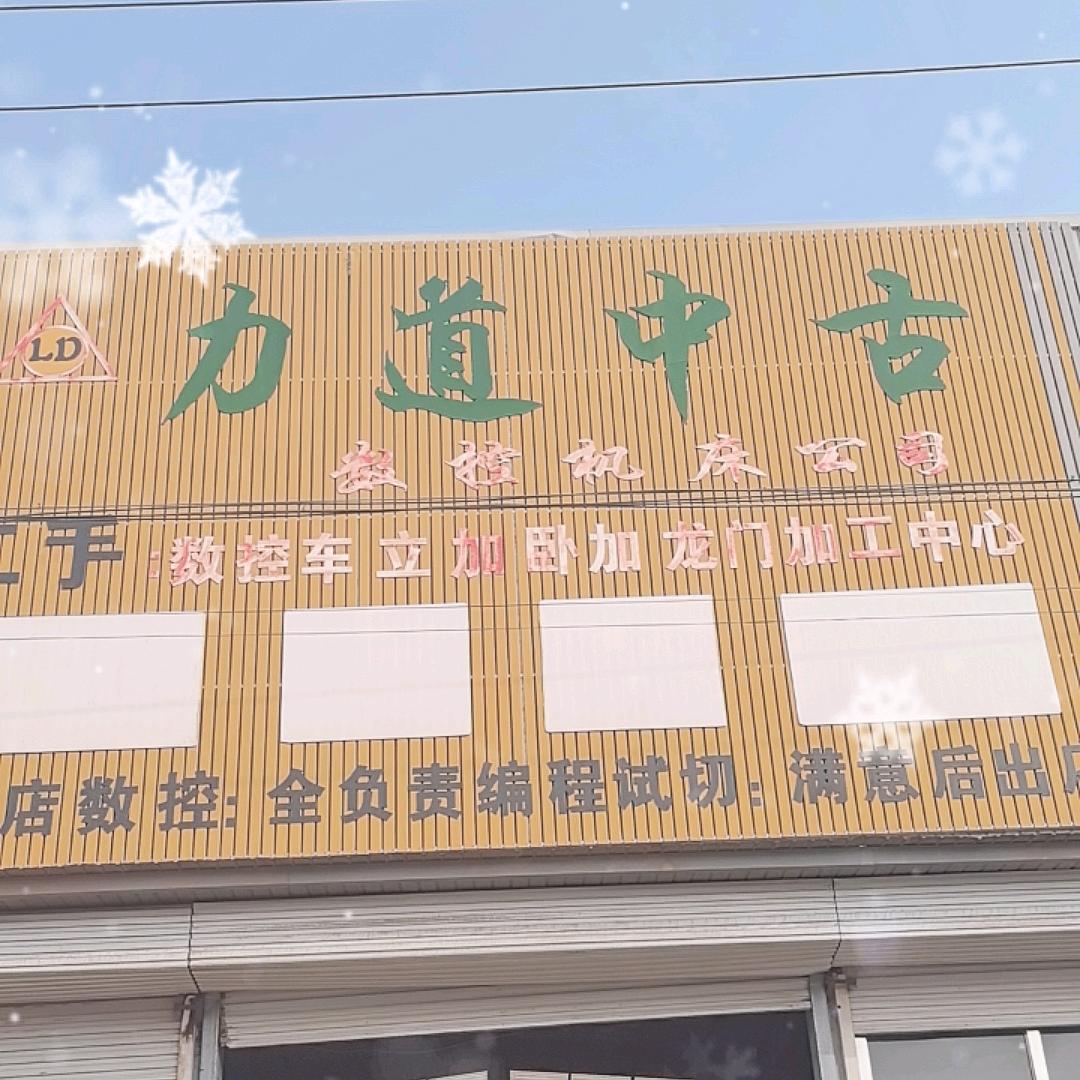 LD 力道中古
数控机床公司
二手:数控车 立加 卧加 龙门加工中心
店数控:全负责编程试切:满意后出